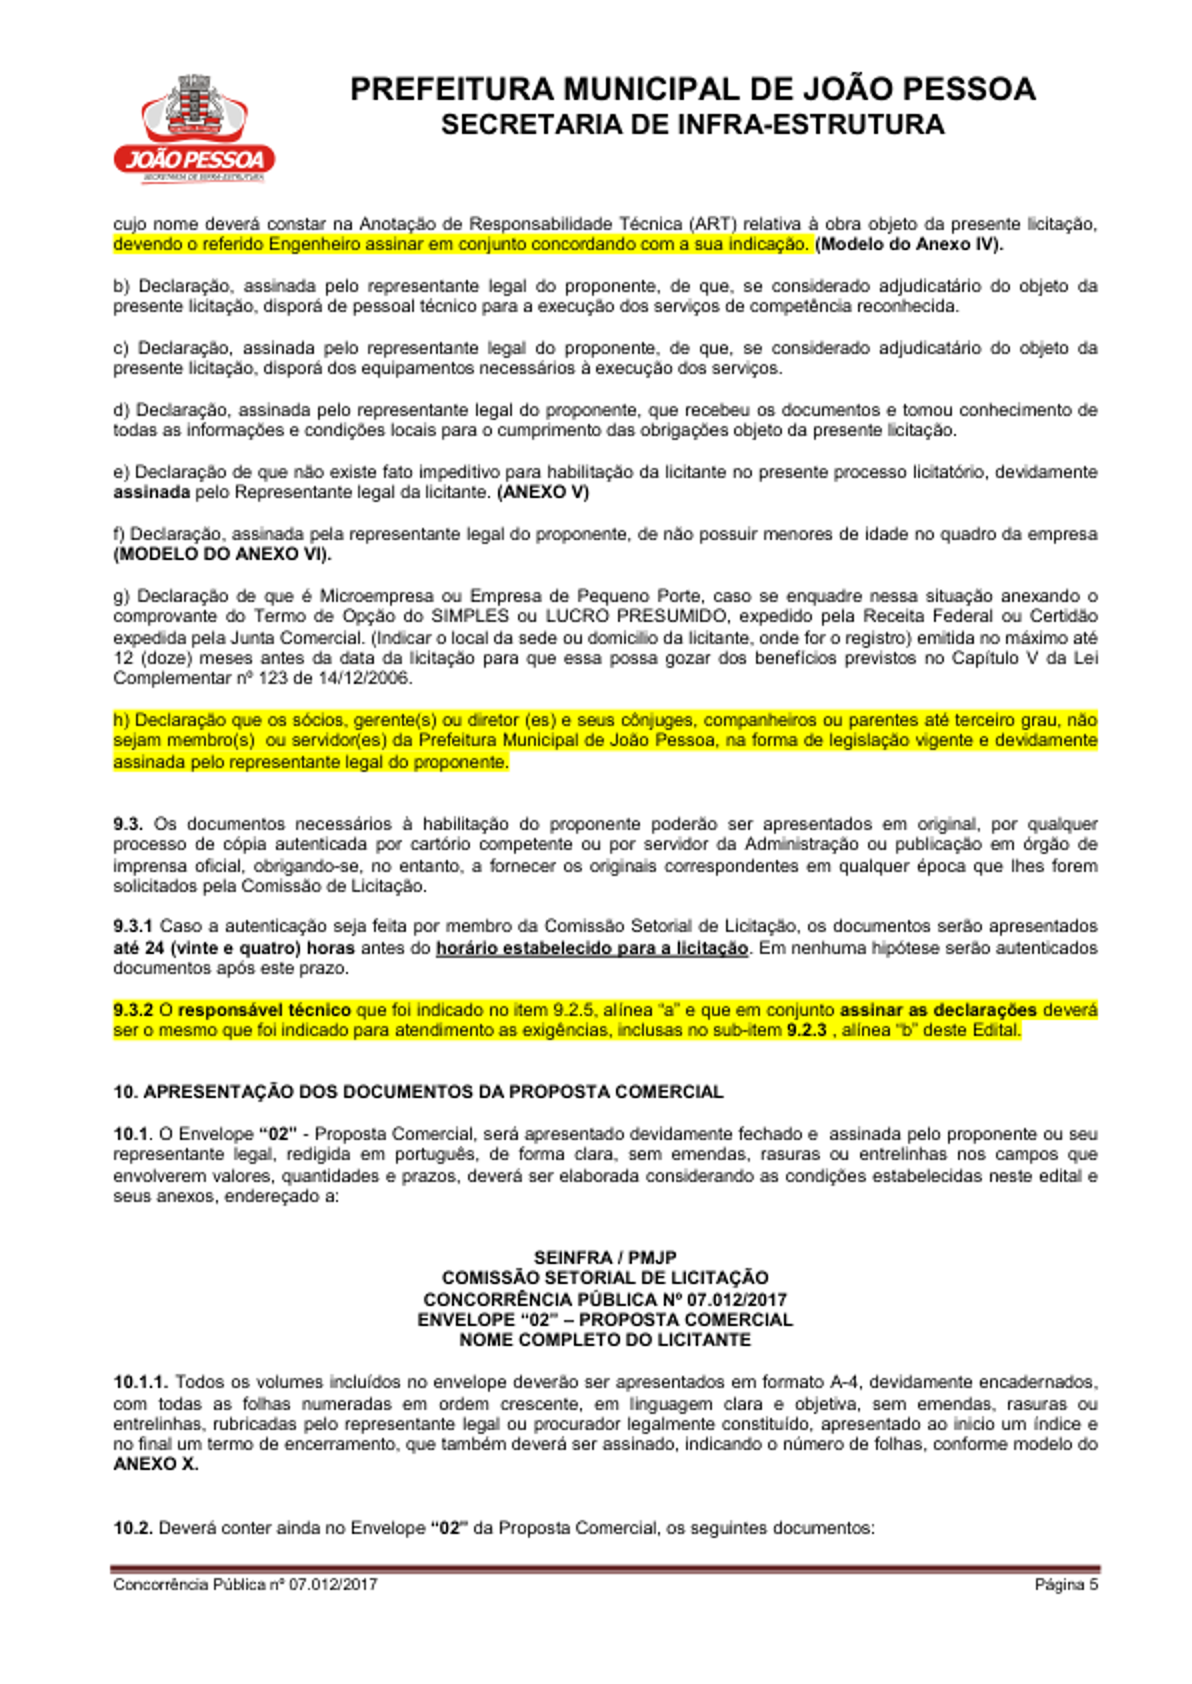 PREFEITURA MUNICIPAL DE JOÃO PESSOA
SECRETARIA DE INFRA-ESTRUTURA
JOÃO PESSOA
SECRETARIA DE INFRA-ESTRUTURA
cujo nome deverá constar na Anotação de Responsabilidade Técnica (ART) relativa à obra objeto da presente licitação,
devendo o referido Engenheiro assinar em conjunto concordando com a sua indicação. (Modelo do Anexo IV).
b) Declaração, assinada pelo representante legal do proponente, de que, se considerado adjudicatário do objeto da
presente licitação, disporá de pessoal técnico para a execução dos serviços de competência reconhecida.
c) Declaração, assinada pelo representante legal do proponente, de que, se considerado adjudicatário do objeto da
presente licitação, disporá dos equipamentos necessários à execução dos serviços.
d) Declaração, assinada pelo representante legal do proponente, que recebeu os documentos e tomou conhecimento de
todas as informações e condições locais para o cumprimento das obrigações objeto da presente licitação.
e) Declaração de que não existe fato impeditivo para habilitação da licitante no presente processo licitatório, devidamente
assinada pelo Representante legal da licitante. (ANEXO V)
f) Declaração, assinada pela representante legal do proponente, de não possuir menores de idade no quadro da empresa
(MODELO DO ANEXO VI).
g) Declaração de que é Microempresa ou Empresa de Pequeno Porte, caso se enquadre nessa situação anexando o
comprovante do Termo de Opção do SIMPLES ou LUCRO PRESUMIDO, expedido pela Receita Federal ou Certidão
expedida pela Junta Comercial. (Indicar o local da sede ou domicilio da licitante, onde for o registro) emitida no máximo até
12 (doze) meses antes da data da licitação para que essa possa gozar dos benefícios previstos no Capítulo V da Lei
Complementar nº 123 de 14/12/2006.
h) Declaração que os sócios, gerente(s) ou diretor (es) e seus cônjuges, companheiros ou parentes até terceiro grau, não
sejam membro(s) ou servidor(es) da Prefeitura Municipal de João Pessoa, na forma de legislação vigente e devidamente
assinada pelo representante legal do proponente.
9.3. Os documentos necessários à habilitação do proponente poderão ser apresentados em original, por qualquer
processo de cópia autenticada por cartório competente ou por servidor da Administração ou publicação em órgão de
imprensa oficial, obrigando-se, no entanto, a fornecer os originais correspondentes em qualquer época que lhes forem
solicitados pela Comissão de Licitação.
9.3.1 Caso a autenticação seja feita por membro da Comissão Setorial de Licitação, os documentos serão apresentados
até 24 (vinte e quatro) horas antes do horário estabelecido para a licitação. Em nenhuma hipótese serão autenticados
documentos após este prazo.
9.3.2 O responsável técnico que foi indicado no item 9.2.5, alínea “a” e que em conjunto assinar as declarações deverá
ser o mesmo que foi indicado para atendimento as exigências, inclusas no sub-item 9.2.3 , alínea “b” deste Edital.
10. APRESENTAÇÃO DOS DOCUMENTOS DA PROPOSTA COMERCIAL
10.1. O Envelope “02” - Proposta Comercial, será apresentado devidamente fechado e assinada pelo proponente ou seu
representante legal, redigida em português, de forma clara, sem emendas, rasuras ou entrelinhas nos campos que
envolverem valores, quantidades e prazos, deverá ser elaborada considerando as condições estabelecidas neste edital e
seus anexos, endereçado a:
SEINFRA / PMJP
COMISSÃO SETORIAL DE LICITAÇÃO
CONCORRÊNCIA PÚBLICA Nº 07.012/2017
ENVELOPE “02” – PROPOSTA COMERCIAL
NOME COMPLETO DO LICITANTE
10.1.1. Todos os volumes incluídos no envelope deverão ser apresentados em formato A-4, devidamente encadernados,
com todas as folhas numeradas em ordem crescente, em linguagem clara e objetiva, sem emendas, rasuras ou
entrelinhas, rubricadas pelo representante legal ou procurador legalmente constituído, apresentado ao inicio um índice e
no final um termo de encerramento, que também deverá ser assinado, indicando o número de folhas, conforme modelo do
ANEXO X.
10.2. Deverá conter ainda no Envelope “02” da Proposta Comercial, os seguintes documentos:
Concorrência Pública nº 07.012/2017
Página 5